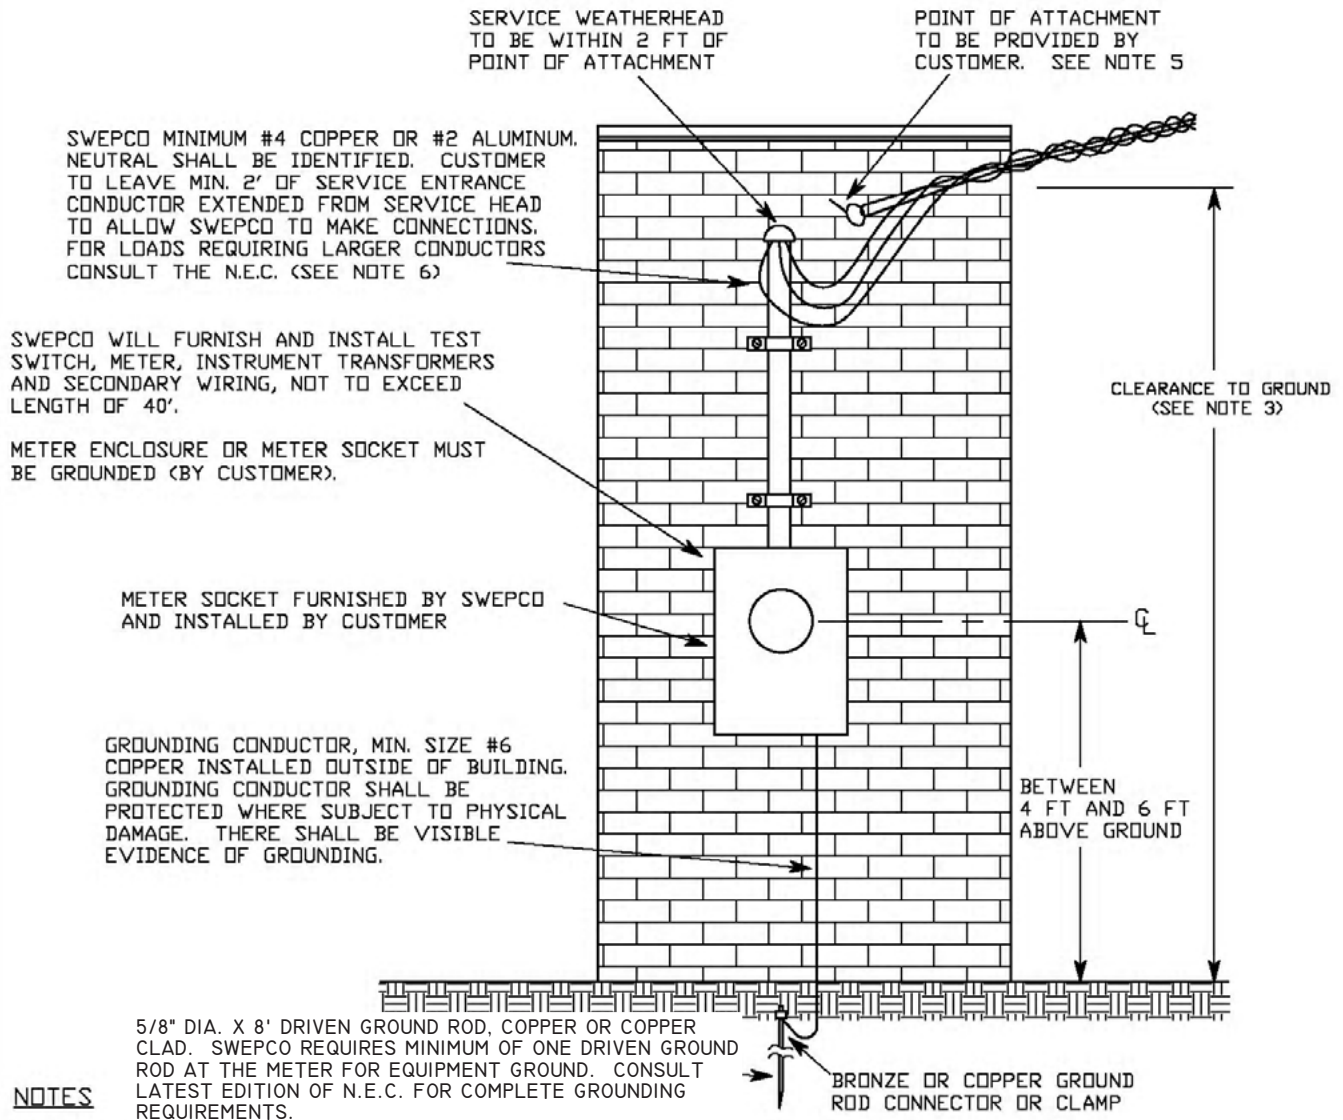 SERVICE WEATHERHEAD
TO BE WITHIN 2 FT OF
POINT OF ATTACHMENT
POINT OF ATTACHMENT
TO BE PROVIDED BY
CUSTOMER. SEE NOTE 5
SWEPCO MINIMUM #4 COPPER OR #2 ALUMINUM.
NEUTRAL SHALL BE IDENTIFIED. CUSTOMER
TO LEAVE MIN. 2' OF SERVICE ENTRANCE
CONDUCTOR EXTENDED FROM SERVICE HEAD
TO ALLOW SWEPCO TO MAKE CONNECTIONS.
FOR LOADS REQUIRING LARGER CONDUCTORS
CONSULT THE N.E.C. (SEE NOTE 6)
SWEPCO WILL FURNISH AND INSTALL TEST
SWITCH, METER, INSTRUMENT TRANSFORMERS
AND SECONDARY WIRING, NOT TO EXCEED
LENGTH OF 40'.
CLEARANCE TO GROUND
(SEE NOTE 3)
METER ENCLOSURE OR METER SOCKET MUST
BE GROUNDED (BY CUSTOMER).
METER SOCKET FURNISHED BY SWEPCO
AND INSTALLED BY CUSTOMER
CL
GROUNDING CONDUCTOR, MIN. SIZE #6
COPPER INSTALLED OUTSIDE OF BUILDING.
GROUNDING CONDUCTOR SHALL BE
PROTECTED WHERE SUBJECT TO PHYSICAL
DAMAGE. THERE SHALL BE VISIBLE
EVIDENCE OF GROUNDING.
BETWEEN
4 FT AND 6 FT
ABOVE GROUND
5/8" DIA. X 8' DRIVEN GROUND ROD, COPPER OR COPPER
CLAD. SWEPCO REQUIRES MINIMUM OF ONE DRIVEN GROUND
ROD AT THE METER FOR EQUIPMENT GROUND. CONSULT
LATEST EDITION OF N.E.C. FOR COMPLETE GROUNDING
REQUIREMENTS.
BRONZE OR COPPER GROUND
ROD CONNECTOR OR CLAMP
NOTES